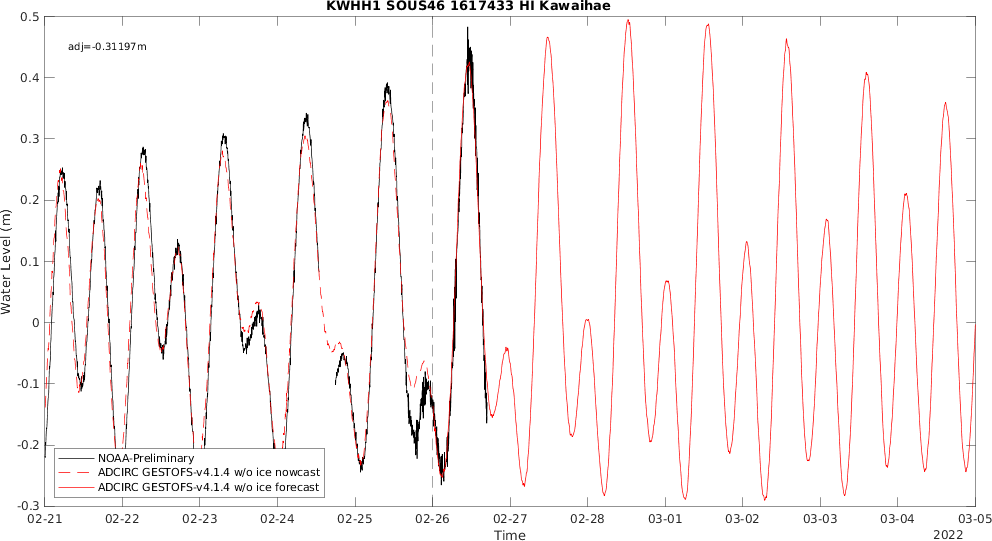 KWHH1 SOUS46 1617433 HI Kawaihae
adj=-0.31197m
0.5
0.4
0.3
0.2
0.1
0
-0.1
-0.2
-0.3
Water Level (m)
NOAA-Preliminary
ADCIRC GESTOFS-v4.1.4 w/o ice nowcast
ADCIRC GESTOFS-v4.1.4 w/o ice forecast
02-21 02-22 02-23 02-24 02-25 02-26 02-27 02-28 03-01 03-02 03-03 03-04 03-05
Time
2022